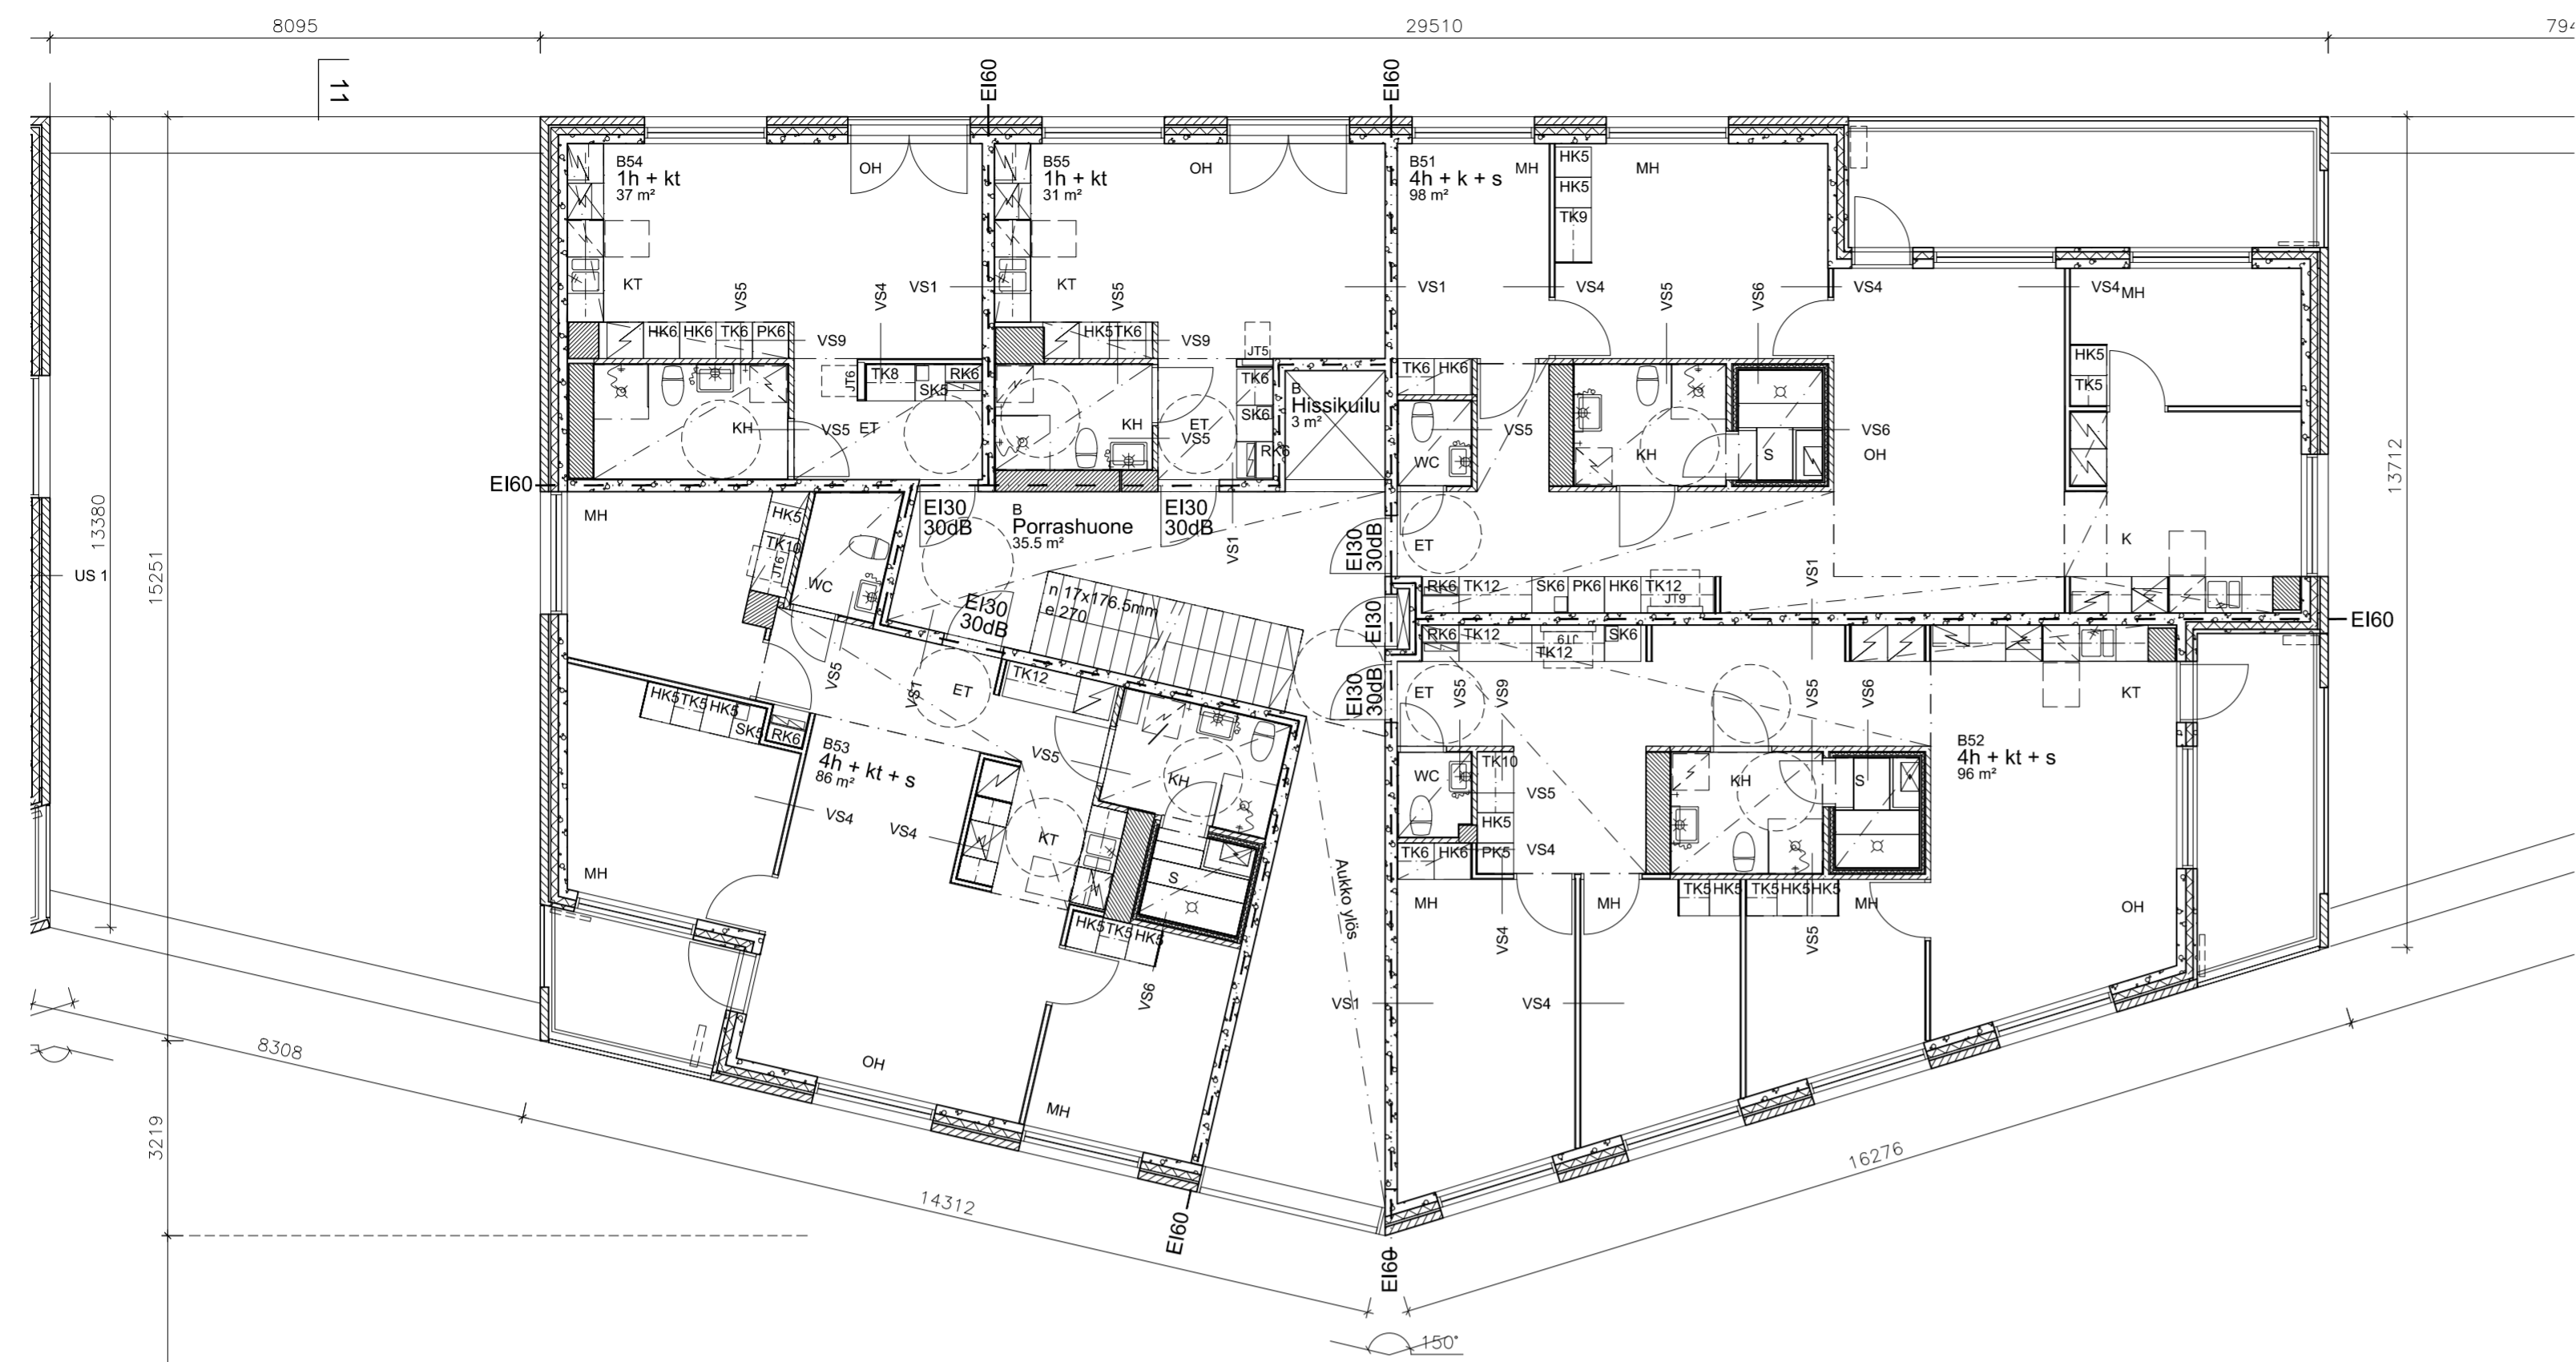 8095
29510
794
11
EI60
EI60
B54
1h + kt
37 m²
OH
B55
1h + kt
31 m²
OH
B51
4h + k + s
98 m²
MH
HK5
HK5
TK9
MH
KT
VS5
VS4
VS1
KT
VS5
VS1
VS4
VS5
VS6
VS4
VS4
MH
HK6
HK6
TK6
PK6
VS9
HK5
TK6
VS9
JT5
HK5
TK5
JT6
TK8
SK5
RK6
TK6
SK6
RK6
B
Hissikuilu
3 m²
TK6
HK6
KH
VS5
ET
KH
ET
VS5
VS5
WC
KH
S
VS6
OH
EI60
13380
15251
13712
US 1
MH
HK5
TK10
JT6
WC
EI30
30dB
B
Porrashuone
35.5 m²
EI30
30dB
VS1
EI30
30dB
ET
K
VS1
n 17x176.5mm
e 270
EI30
30dB
EI30
RK6
TK12
SK6
PK6
HK6
TK12
JT9
EI60
RK6
TK12
JT9
TK12
SK6
VS5
VS1
ET
TK12
EI30
30dB
ET
VS5
VS9
VS5
VS6
KT
HK5
TK5
HK5
SK5
RK6
B53
4h + kt + s
86 m²
VS5
KH
B52
4h + kt + s
96 m²
WC
TK10
VS5
HK5
KH
S
VS4
VS4
KT
TK6
HK6
PK5
VS4
MH
S
Aukko ylös
MH
MH
TK5
HK5
TK5
HK5
HK5
MH
OH
HK5
TK5
HK5
VS4
VS5
VS6
VS1
VS4
8308
OH
MH
3219
14312
16276
EI60
EI60
150°